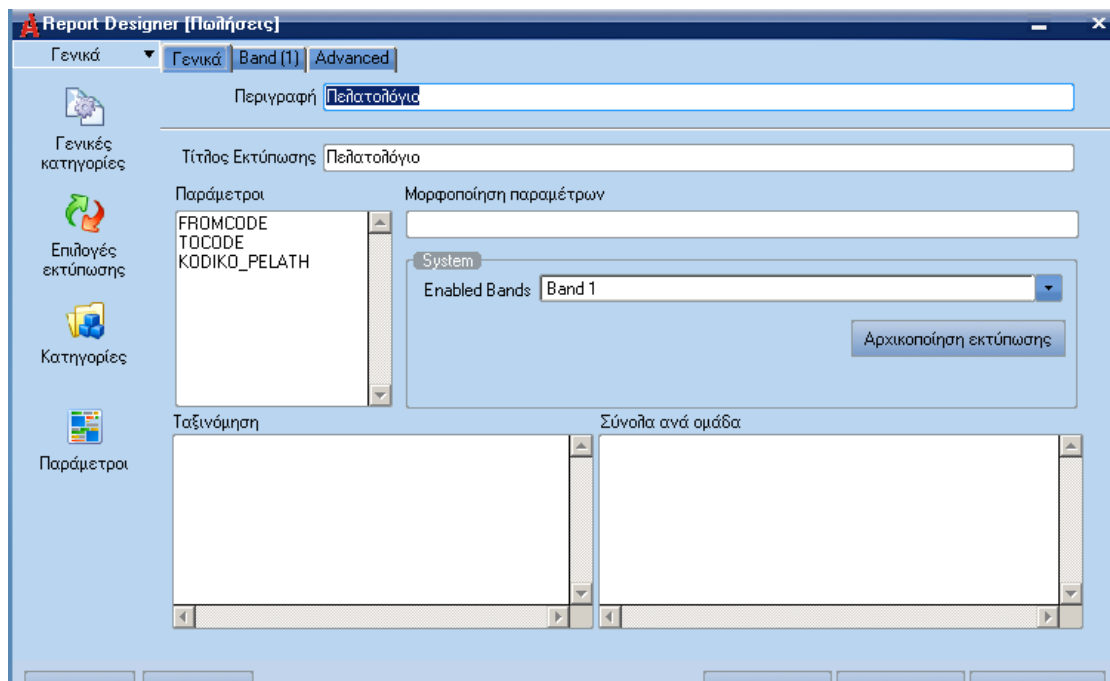 Report Designer [Πωλήσεις]
Γενικά
Γενικά Band (1) Advanced
Περιγραφή Πελατολόγιο
Γενικές κατηγορίες
Τίτλος Εκτύπωσης Πελατολόγιο
Παράμετροι
Μορφοποίηση παραμέτρων
FROMCODE
TOCODE
KODIKO_PELATH
Επιλογές εκτύπωσης
System
Enabled Bands Band 1
Αρχικοποίηση εκτύπωσης
Κατηγορίες
Παράμετροι
Ταξινόμηση
Σύνολα ανά ομάδα